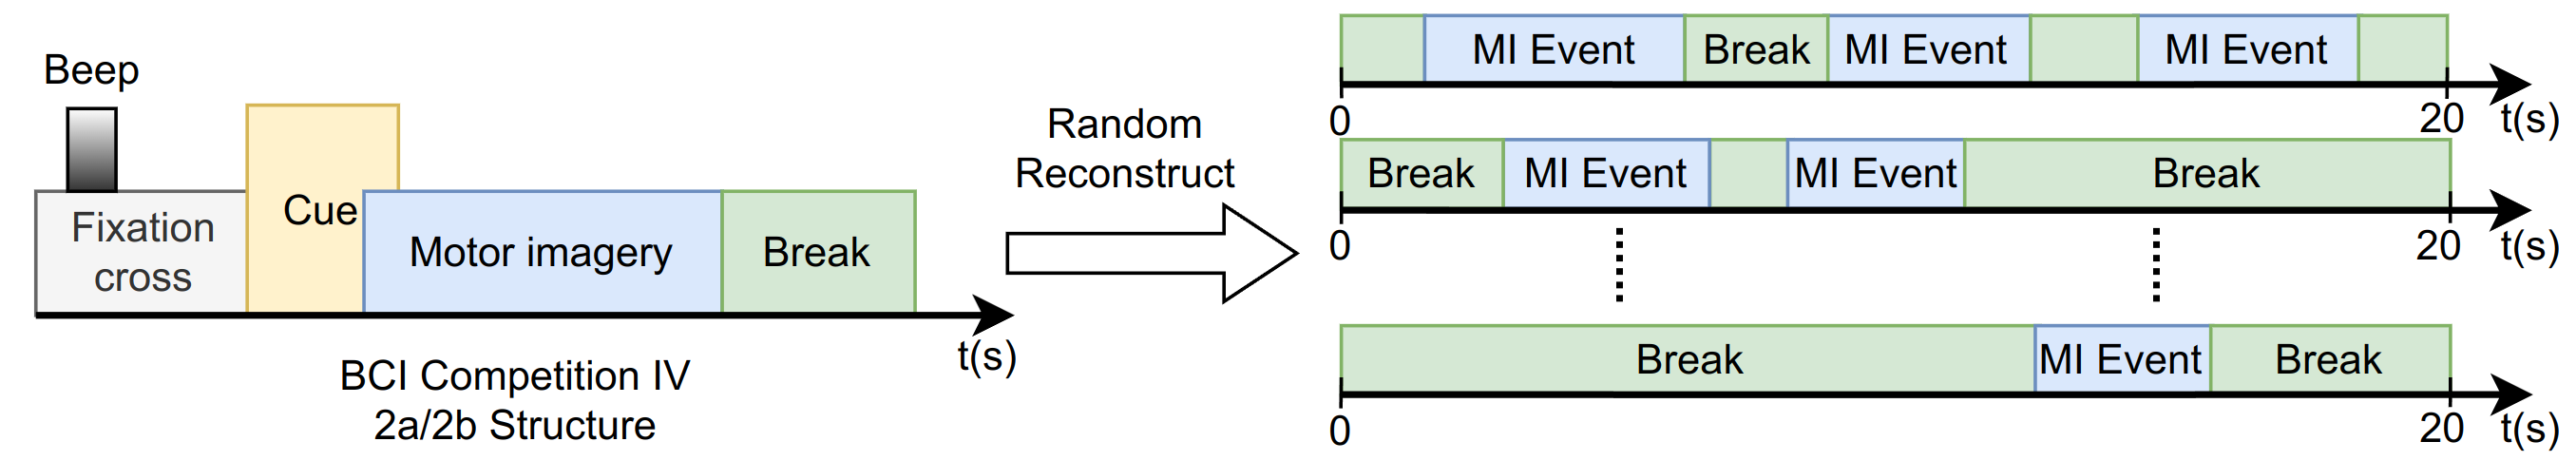 Beep
Fixation
cross
Cue
Motor imagery
Break
t(s)
BCI Competition IV
2a/2b Structure
Random
Reconstruct
MI Event
Break
MI Event
MI Event
0
20
t(s)
Break
MI Event
MI Event
Break
0
20
t(s)
Break
MI Event
Break
0
20
t(s)